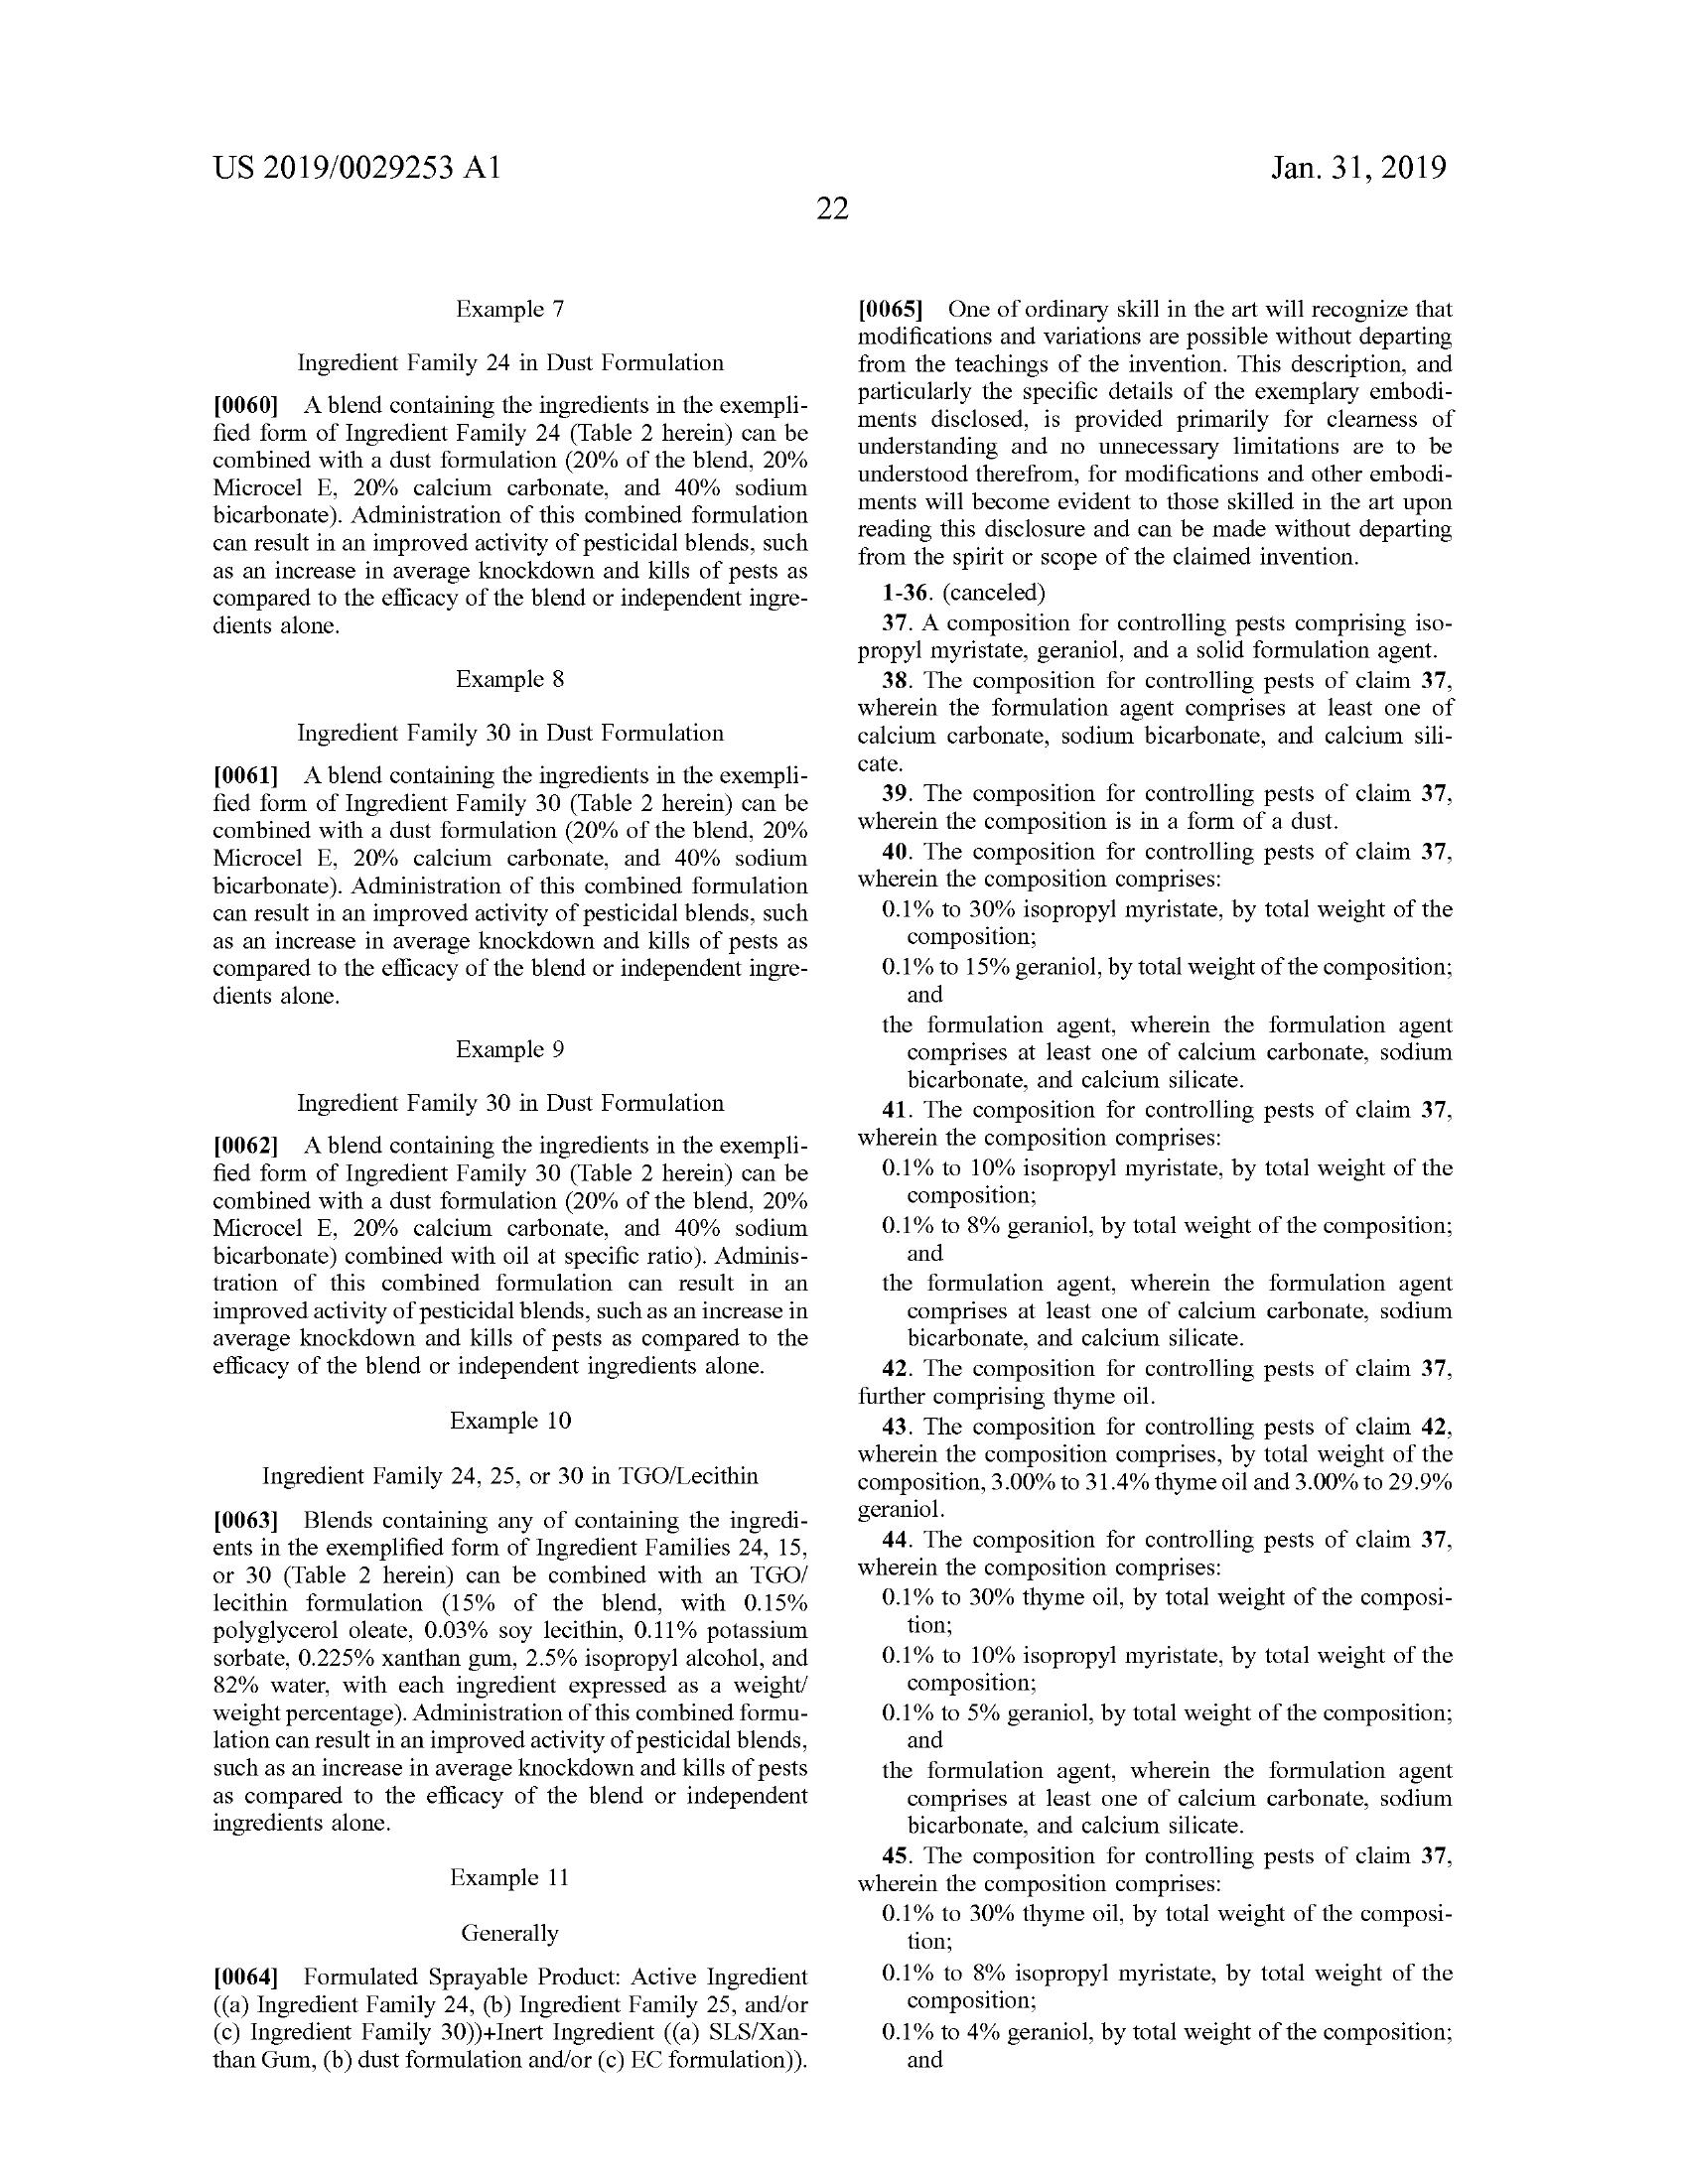 US 2019/0029253 A1
Jan. 31, 2019
22
Example 7
Ingredient Family 24 in Dust Formulation
[0060] A blend containing the ingredients in the exempli-
fied form of Ingredient Family 24 (Table 2 herein) can be
combined with a dust formulation (20% of the blend, 20%
Microcel E, 20% calcium carbonate, and 40% sodium
bicarbonate). Administration of this combined formulation
can result in an improved activity of pesticidal blends, such
as an increase in average knockdown and kills of pests as
compared to the efficacy of the blend or independent ingre-
dients alone.
Example 8
Ingredient Family 30 in Dust Formulation
[0061] A blend containing the ingredients in the exempli-
fied form of Ingredient Family 30 (Table 2 herein) can be
combined with a dust formulation (20% of the blend, 20%
Microcel E, 20% calcium carbonate, and 40% sodium
bicarbonate). Administration of this combined formulation
can result in an improved activity of pesticidal blends, such
as an increase in average knockdown and kills of pests as
compared to the efficacy of the blend or independent ingre-
dients alone.
Example 9
Ingredient Family 30 in Dust Formulation
[0062] A blend containing the ingredients in the exempli-
fied form of Ingredient Family 30 (Table 2 herein) can be
combined with a dust formulation (20% of the blend, 20%
Microcel E, 20% calcium carbonate, and 40% sodium
bicarbonate) combined with oil at specific ratio). Adminis-
tration of this combined formulation can result in an
improved activity of pesticidal blends, such as an increase in
average knockdown and kills of pests as compared to the
efficacy of the blend or independent ingredients alone.
Example 10
Ingredient Family 24, 25, or 30 in TGO/Lecithin
[0063] Blends containing any of containing the ingredi-
ents in the exemplified form of Ingredient Families 24, 15,
or 30 (Table 2 herein) can be combined with an TGO/
lecithin formulation (15% of the blend, with 0.15%
polyglycerol oleate, 0.03% soy lecithin, 0.11% potassium
sorbate, 0.225% xanthan gum, 2.5% isopropyl alcohol, and
82% water, with each ingredient expressed as a weight/
weight percentage). Administration of this combined formu-
lation can result in an improved activity of pesticidal blends,
such as an increase in average knockdown and kills of pests
as compared to the efficacy of the blend or independent
ingredients alone.
Example 11
Generally
[0064] Formulated Sprayable Product: Active Ingredient
((a) Ingredient Family 24, (b) Ingredient Family 25, and/or
(c) Ingredient Family 30))+Inert Ingredient ((a) SLS/Xan-
than Gum, (b) dust formulation and/or (c) EC formulation)).
[0065] One of ordinary skill in the art will recognize that
modifications and variations are possible without departing
from the teachings of the invention. This description, and
particularly the specific details of the exemplary embodi-
ments disclosed, is provided primarily for clearness of
understanding and no unnecessary limitations are to be
understood therefrom, for modifications and other embodi-
ments will become evident to those skilled in the art upon
reading this disclosure and can be made without departing
from the spirit or scope of the claimed invention.
1-36. (canceled)
37. A composition for controlling pests comprising iso-
propyl myristate, geraniol, and a solid formulation agent.
38. The composition for controlling pests of claim 37,
wherein the formulation agent comprises at least one of
calcium carbonate, sodium bicarbonate, and calcium sili-
cate.
39. The composition for controlling pests of claim 37,
wherein the composition is in a form of a dust.
40. The composition for controlling pests of claim 37,
wherein the composition comprises:
0.1% to 30% isopropyl myristate, by total weight of the
composition;
0.1% to 15% geraniol, by total weight of the composition;
and
the formulation agent, wherein the formulation agent
comprises at least one of calcium carbonate, sodium
bicarbonate, and calcium silicate.
41. The composition for controlling pests of claim 37,
wherein the composition comprises:
0.1% to 10% isopropyl myristate, by total weight of the
composition;
0.1% to 8% geraniol, by total weight of the composition;
and
the formulation agent, wherein the formulation agent
comprises at least one of calcium carbonate, sodium
bicarbonate, and calcium silicate.
42. The composition for controlling pests of claim 37,
further comprising thyme oil.
43. The composition for controlling pests of claim 42,
wherein the composition comprises, by total weight of the
composition, 3.00% to 31.4% thyme oil and 3.00% to 29.9%
geraniol.
44. The composition for controlling pests of claim 37,
wherein the composition comprises:
0.1% to 30% thyme oil, by total weight of the composi-
tion;
0.1% to 10% isopropyl myristate, by total weight of the
composition;
0.1% to 5% geraniol, by total weight of the composition;
and
the formulation agent, wherein the formulation agent
comprises at least one of calcium carbonate, sodium
bicarbonate, and calcium silicate.
45. The composition for controlling pests of claim 37,
wherein the composition comprises:
0.1% to 30% thyme oil, by total weight of the composi-
tion;
0.1% to 8% isopropyl myristate, by total weight of the
composition;
0.1% to 4% geraniol, by total weight of the composition;
and